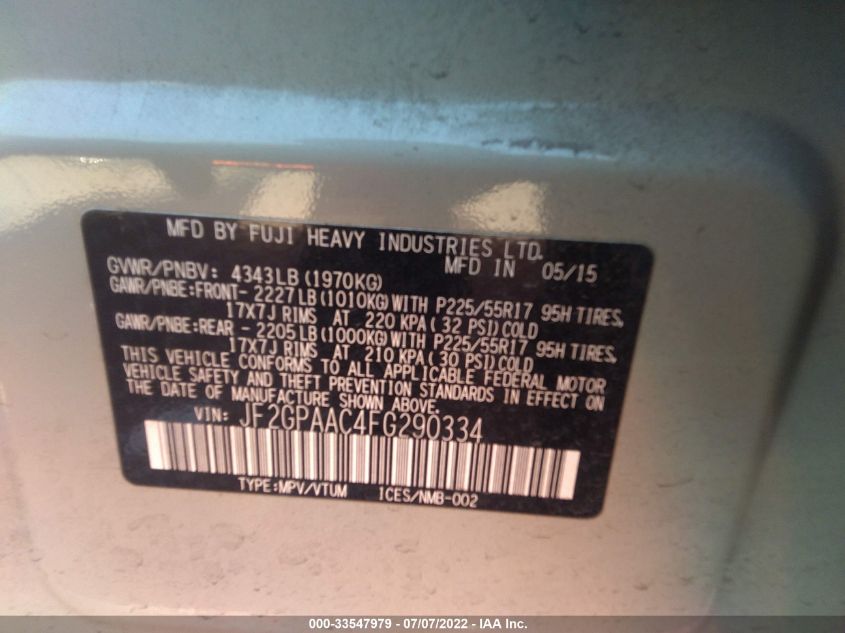 MFD BY FUJI HEAVY INDUSTRIES LTD.
GVWR/PNBV: 4343LB (1970KG) MFD IN 05/15
GAWR/PNBE:FRONT- 2227LB (1010KG) WITH P225/55R17 95H TIRES,
17X7J RIMS AT 220 KPA( 32 PSI) COLD
GAWR/PNBE:REAR - 2205LB (1000KG) WITH P225/55R17 95H TIRES,
17X7J RIMS AT 210 KPA( 30 PSI) COLD
THIS VEHICLE CONFORMS TO ALL APPLICABLE FEDERAL MOTOR
VEHICLE SAFETY AND THEFT PREVENTION STANDARDS IN EFFECT ON
THE DATE OF MANUFACTURE SHOWN ABOVE.
VIN: JF2GPAAC4FG290334
TYPE:MPV/VTUM ICES/NMB-002
000-33547979 - 07/07/2022 - IAA Inc.